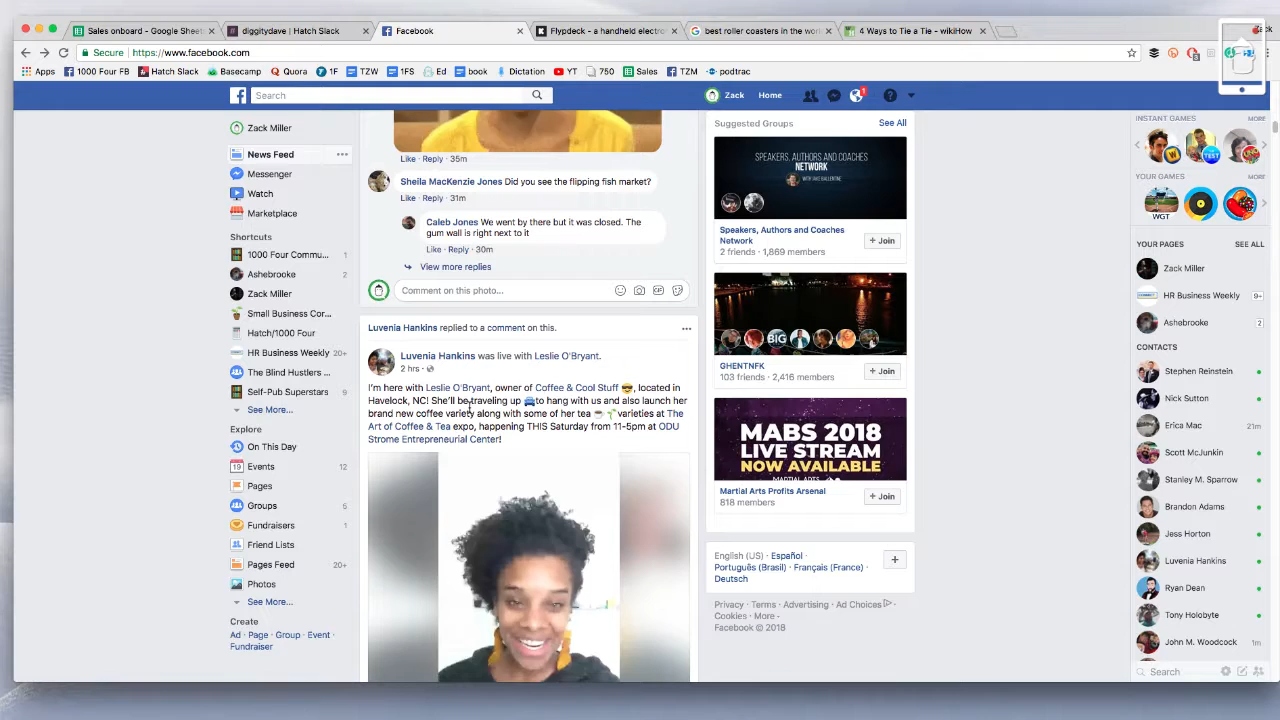 Sales onboard - Google Sheet
diggitydave | Hatch Slack
Facebook
Flypdeck - a handheld electro
best roller coasters in the worl
4 Ways to Tie a Tie - wikiHow
Secure
https://www.facebook.com
Apps
1000 Four FB
Hatch Slack
Basecamp
Quora
1F
TZW
1FS
Ed
book
Dictation
YT
750
Sales
TZM
podtrac
Search
Zack
Home
1
Zack Miller
News Feed
Messenger
Watch
Marketplace
Shortcuts
1000 Four Commu... 1
Ashebrooke 2
Zack Miller
Small Business Cor...
Hatch/1000 Four
HR Business Weekly 20+
The Blind Hustlers ...
Self-Pub Superstars 9
See More...
Explore
On This Day
Events 12
Pages
Groups 5
Fundraisers 1
Friend Lists
Pages Feed 20+
Photos
See More...
Create
Ad · Page · Group · Event ·
Fundraiser
Like · Reply · 35m
Sheila MacKenzie Jones Did you see the flipping fish market?
Like · Reply · 31m
Caleb Jones We went by there but it was closed. The
gum wall is right next to it
Like · Reply · 30m
View more replies
Comment on this photo...
GIF
Luvenia Hankins replied to a comment on this.
Luvenia Hankins was live with Leslie O'Bryant.
2 hrs ·
I'm here with Leslie O'Bryant, owner of Coffee & Cool Stuff 😎, located in
Havelock, NC! She'll be traveling up 🚙 to hang with us and also launch her
brand new coffee variety along with some of her tea ☕🌱 varieties at The
Art of Coffee & Tea expo, happening THIS Saturday from 11-5pm at ODU
Strome Entrepreneurial Center!
Suggested Groups
See All
SPEAKERS, AUTHORS AND COACHES
NETWORK
Speakers, Authors and Coaches
Network
2 friends · 1,869 members
+ Join
BIG
GHENTNFK
103 friends · 2,416 members
+ Join
MABS 2018
LIVE STREAM
NOW AVAILABLE
Martial Arts Profits Arsenal
818 members
+ Join
English (US) · Español ·
Português (Brasil) · Français (France) ·
Deutsch
Privacy · Terms · Advertising · Ad Choices ·
Cookies · More
Facebook © 2018
INSTANT GAMES
MORE
YOUR GAMES
MORE
WGT
YOUR PAGES
SEE ALL
Zack Miller
HR Business Weekly 9+
Ashebrooke 2
CONTACTS
Stephen Reinstein
Nick Sutton
Erica Mac 21m
Scott McJunkin
Stanley M. Sparrow
Brandon Adams
Jess Horton
Luvenia Hankins
Ryan Dean
Tony Holobyte
John M. Woodcock 1m
Search